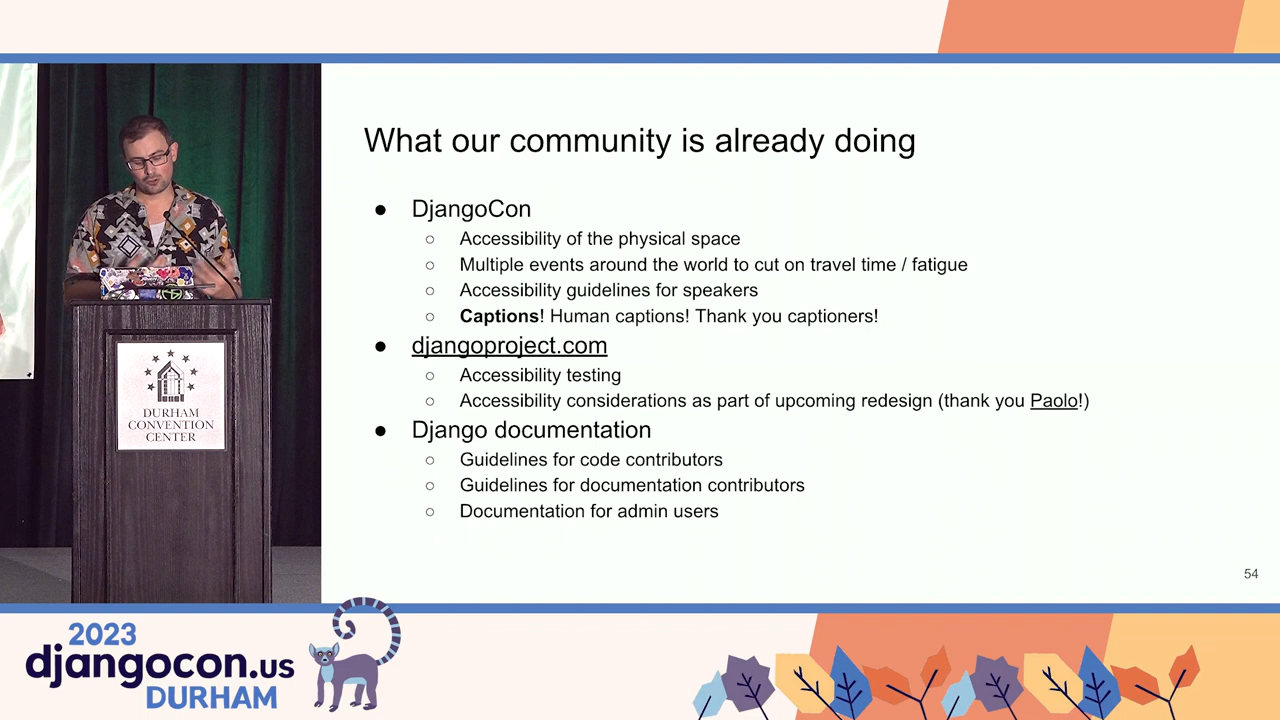 What our community is already doing
● DjangoCon
○ Accessibility of the physical space
○ Multiple events around the world to cut on travel time / fatigue
○ Accessibility guidelines for speakers
○ Captions! Human captions! Thank you captioners!
● djangoproject.com
○ Accessibility testing
○ Accessibility considerations as part of upcoming redesign (thank you Paolo!)
● Django documentation
○ Guidelines for code contributors
○ Guidelines for documentation contributors
○ Documentation for admin users
54
DURHAM
CONVENTION
CENTER
2023
djangocon.us
DURHAM